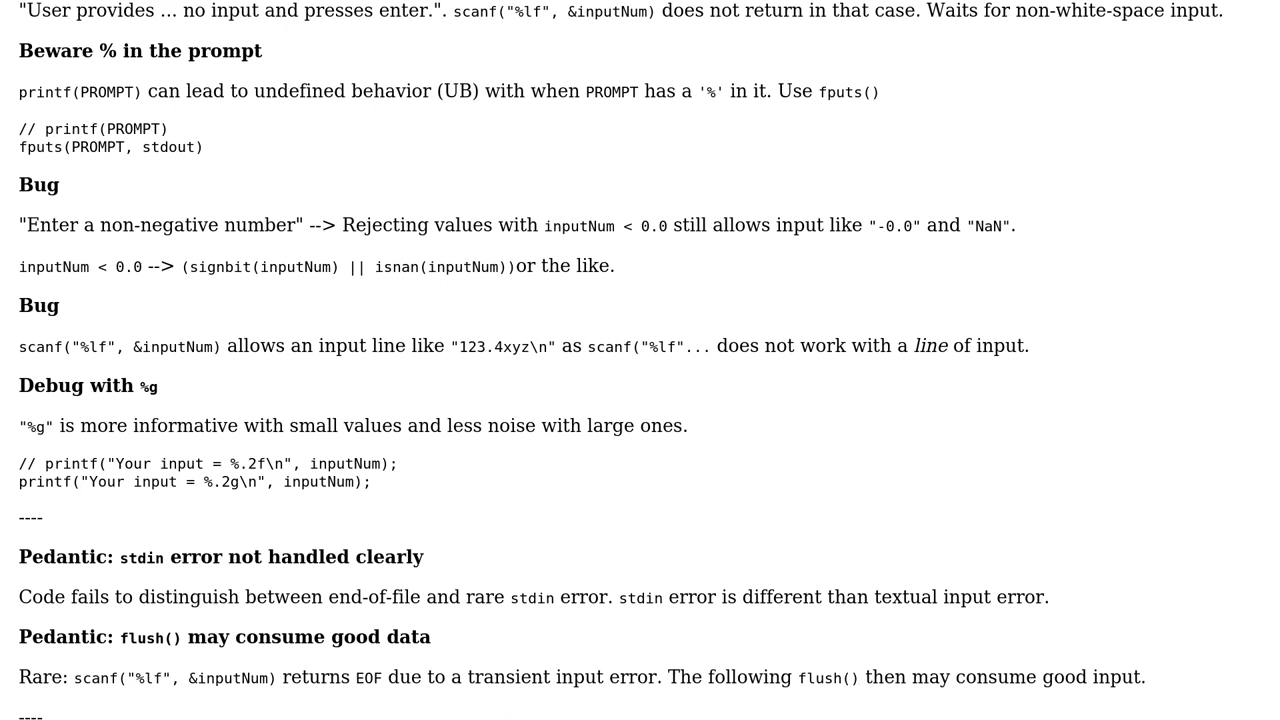 "User provides ... no input and presses enter.". scanf("%lf", &inputNum) does not return in that case. Waits for non-white-space input.
Beware % in the prompt
printf(PROMPT) can lead to undefined behavior (UB) with when PROMPT has a '%' in it. Use fputs()
// printf(PROMPT)
fputs(PROMPT, stdout)
Bug
"Enter a non-negative number" --> Rejecting values with inputNum < 0.0 still allows input like "-0.0" and "NaN".
inputNum < 0.0 --> (signbit(inputNum) || isnan(inputNum))or the like.
Bug
scanf("%lf", &inputNum) allows an input line like "123.4xyz\n" as scanf("%lf"... does not work with a line of input.
Debug with %g
"%g" is more informative with small values and less noise with large ones.
// printf("Your input = %.2f\n", inputNum);
printf("Your input = %.2g\n", inputNum);
----
Pedantic: stdin error not handled clearly
Code fails to distinguish between end-of-file and rare stdin error. stdin error is different than textual input error.
Pedantic: flush() may consume good data
Rare: scanf("%lf", &inputNum) returns EOF due to a transient input error. The following flush() then may consume good input.
----